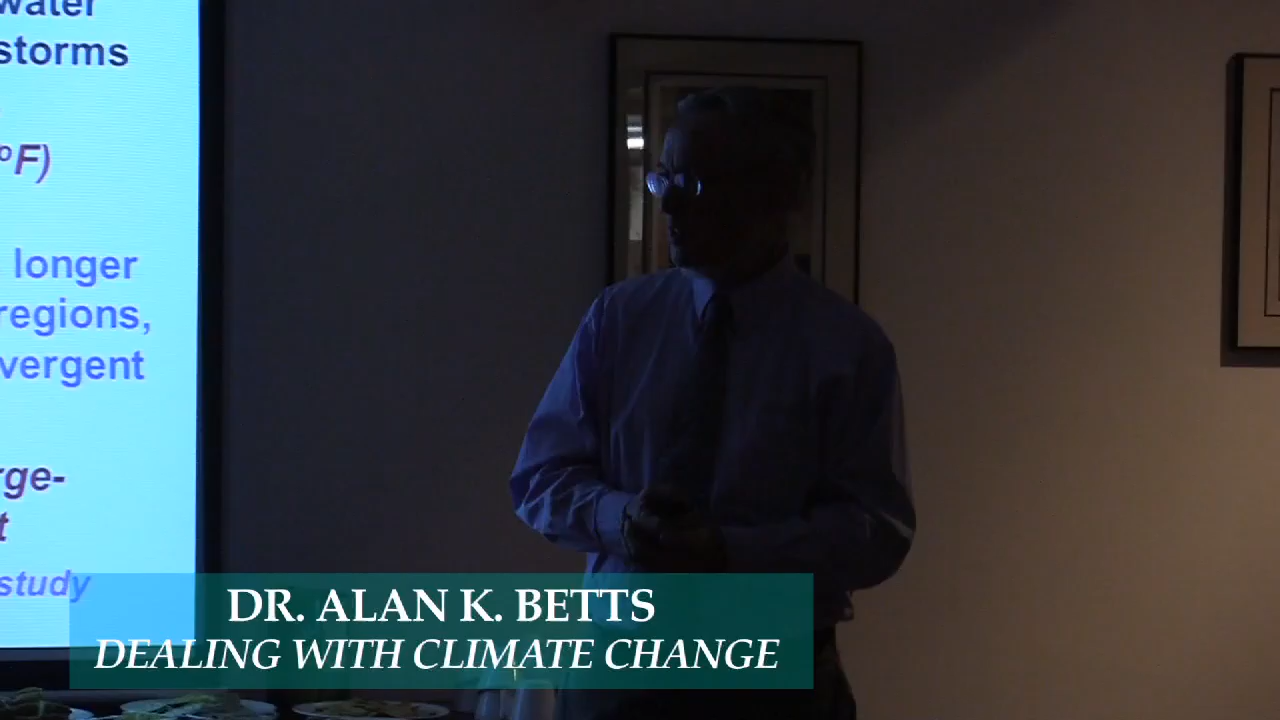 water
storms
°F)
longer
regions,
vergent
rge-
t
study
DR. ALAN K. BETTS
DEALING WITH CLIMATE CHANGE